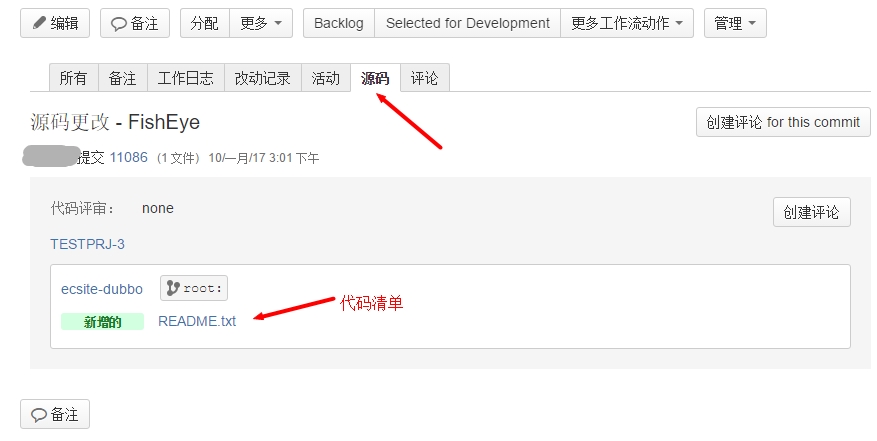 编辑 备注 分配 更多 Backlog Selected for Development 更多工作流动作 管理
所有 备注 工作日志 改动记录 活动 源码 评论
源码更改 - FishEye 创建评论 for this commit
提交 11086 (1 文件) 10/一月/17 3:01 下午
代码评审： none 创建评论
TESTPRJ-3
ecsite-dubbo root:
新增的 README.txt 代码清单
备注